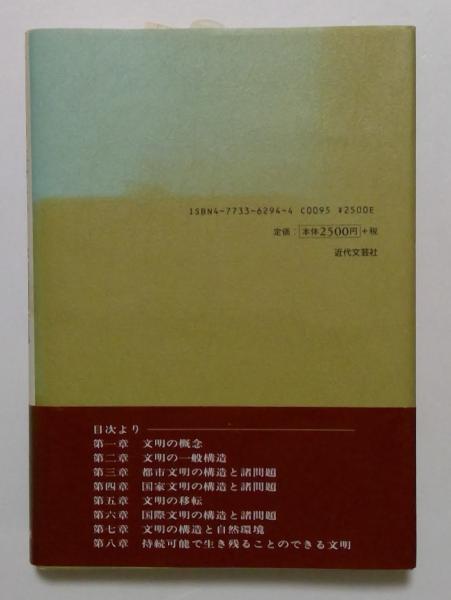 ISBN4-7733-6294-4 C0095 ¥2500E
定価：本体2500円＋税
近代文芸社
目次より
第一章 文明の概念
第二章 文明の一般構造
第三章 都市文明の構造と諸問題
第四章 国家文明の構造と諸問題
第五章 文明の移転
第六章 国際文明の構造と諸問題
第七章 文明の構造と自然環境
第八章 持続可能で生き残ることのできる文明